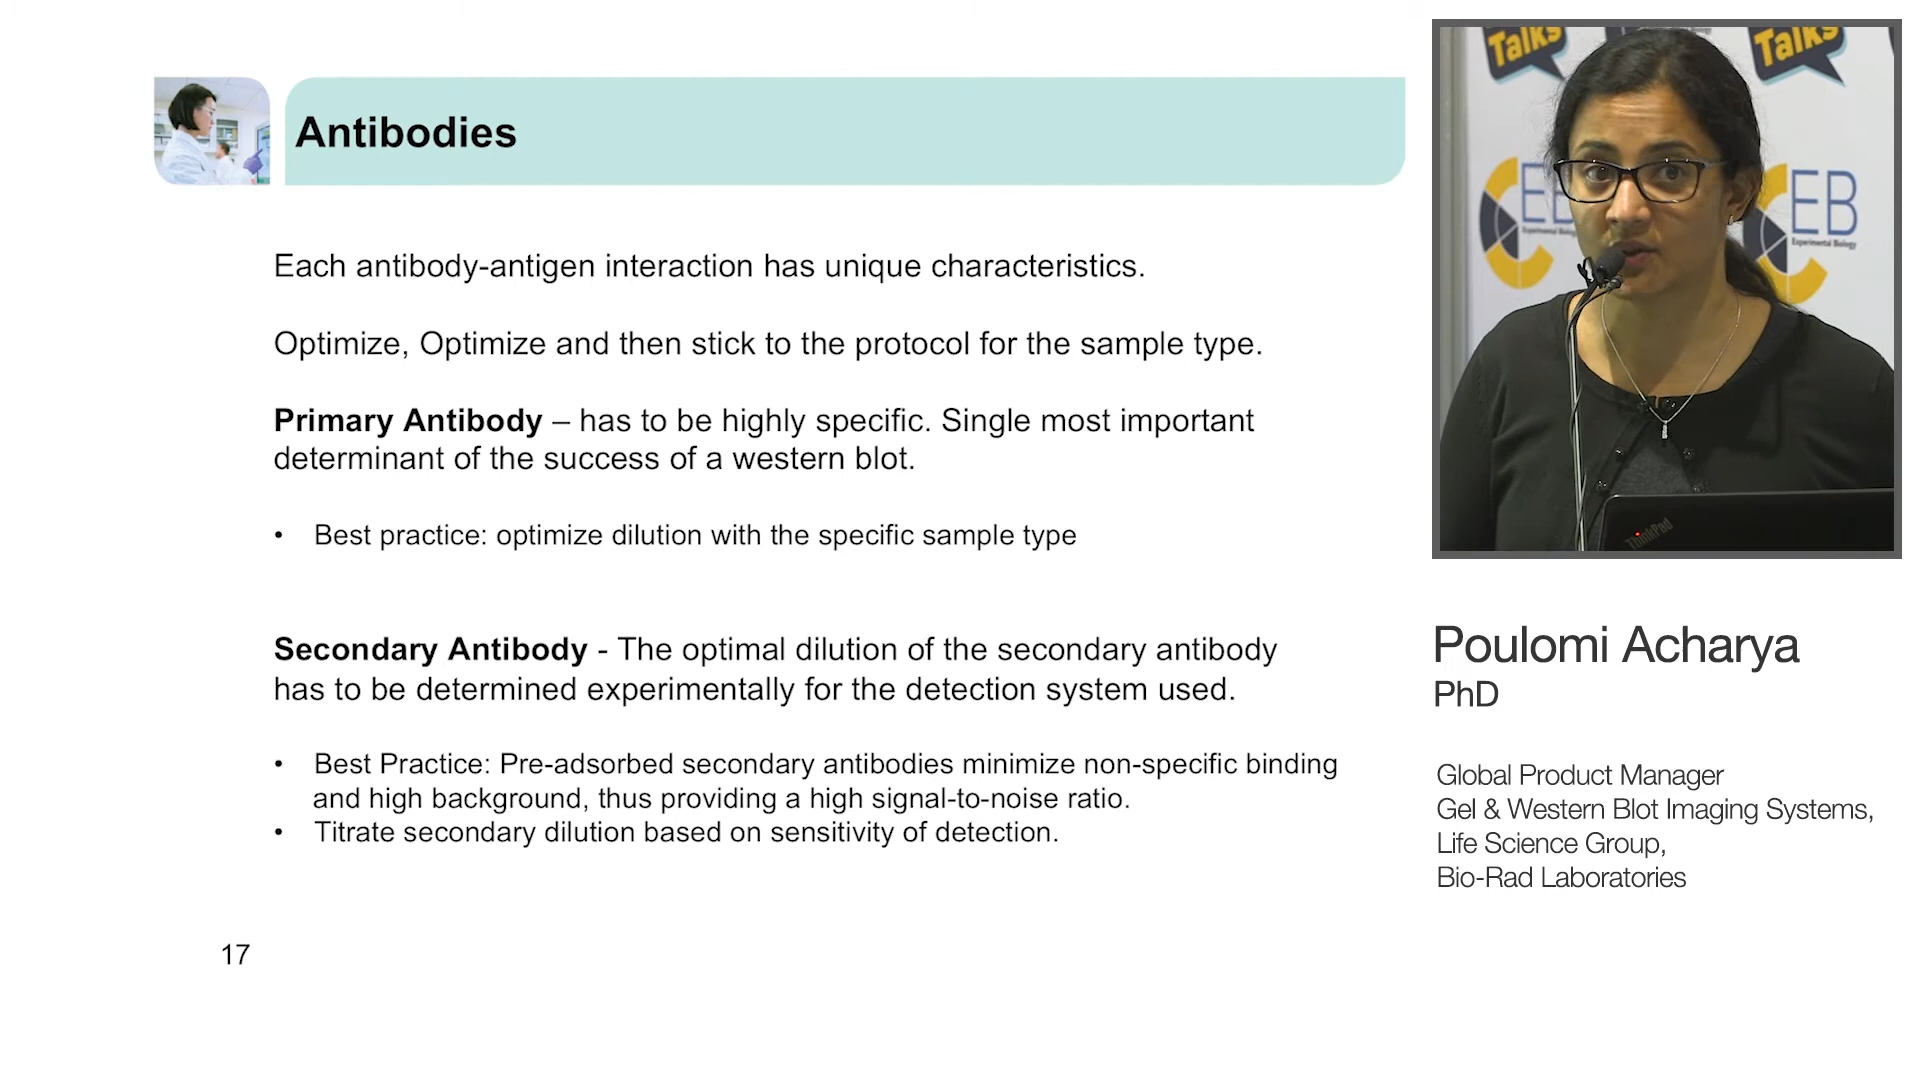 Antibodies
Each antibody-antigen interaction has unique characteristics.
Optimize, Optimize and then stick to the protocol for the sample type.
Primary Antibody – has to be highly specific. Single most important
determinant of the success of a western blot.
• Best practice: optimize dilution with the specific sample type
Secondary Antibody - The optimal dilution of the secondary antibody
has to be determined experimentally for the detection system used.
• Best Practice: Pre-adsorbed secondary antibodies minimize non-specific binding
and high background, thus providing a high signal-to-noise ratio.
• Titrate secondary dilution based on sensitivity of detection.
17
Talks
Talks
EB
EB
Experimental Biology
ThinkPad
Poulomi Acharya
PhD
Global Product Manager
Gel & Western Blot Imaging Systems,
Life Science Group,
Bio-Rad Laboratories